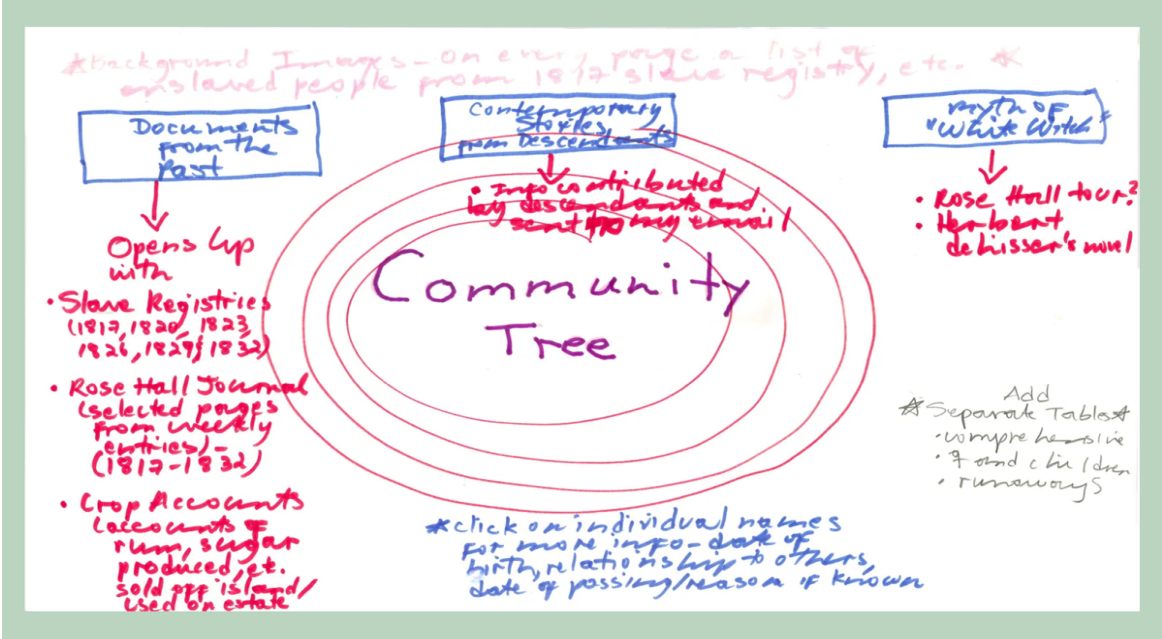 *Background Images - On every page a list of
enslaved people from 1817 slave registry, etc. *
Documents
from the
Past
Opens Up
with
• Slave Registries
(1817, 1820, 1823,
1826, 1829, 1832)
• Rose Hall Journal
(selected pages
from weekly
entries) -
(1817-1832)
• Crop Accounts
(accounts of
rum, sugar
produced, et.
sold off island/
used on estate
Contemporary
Stories
from Descendants
• Info contributed
by descendants and
sent to my email
Community
Tree
*click on individual names
for more info - date of
birth, relationship to others,
date of passing/reason if known
Myth of
"White Witch"
• Rose Hall tour?
• Herbert
deLisser's novel
Add
* Separate Tables *
• comprehensive
• ♀ and children
• runaways